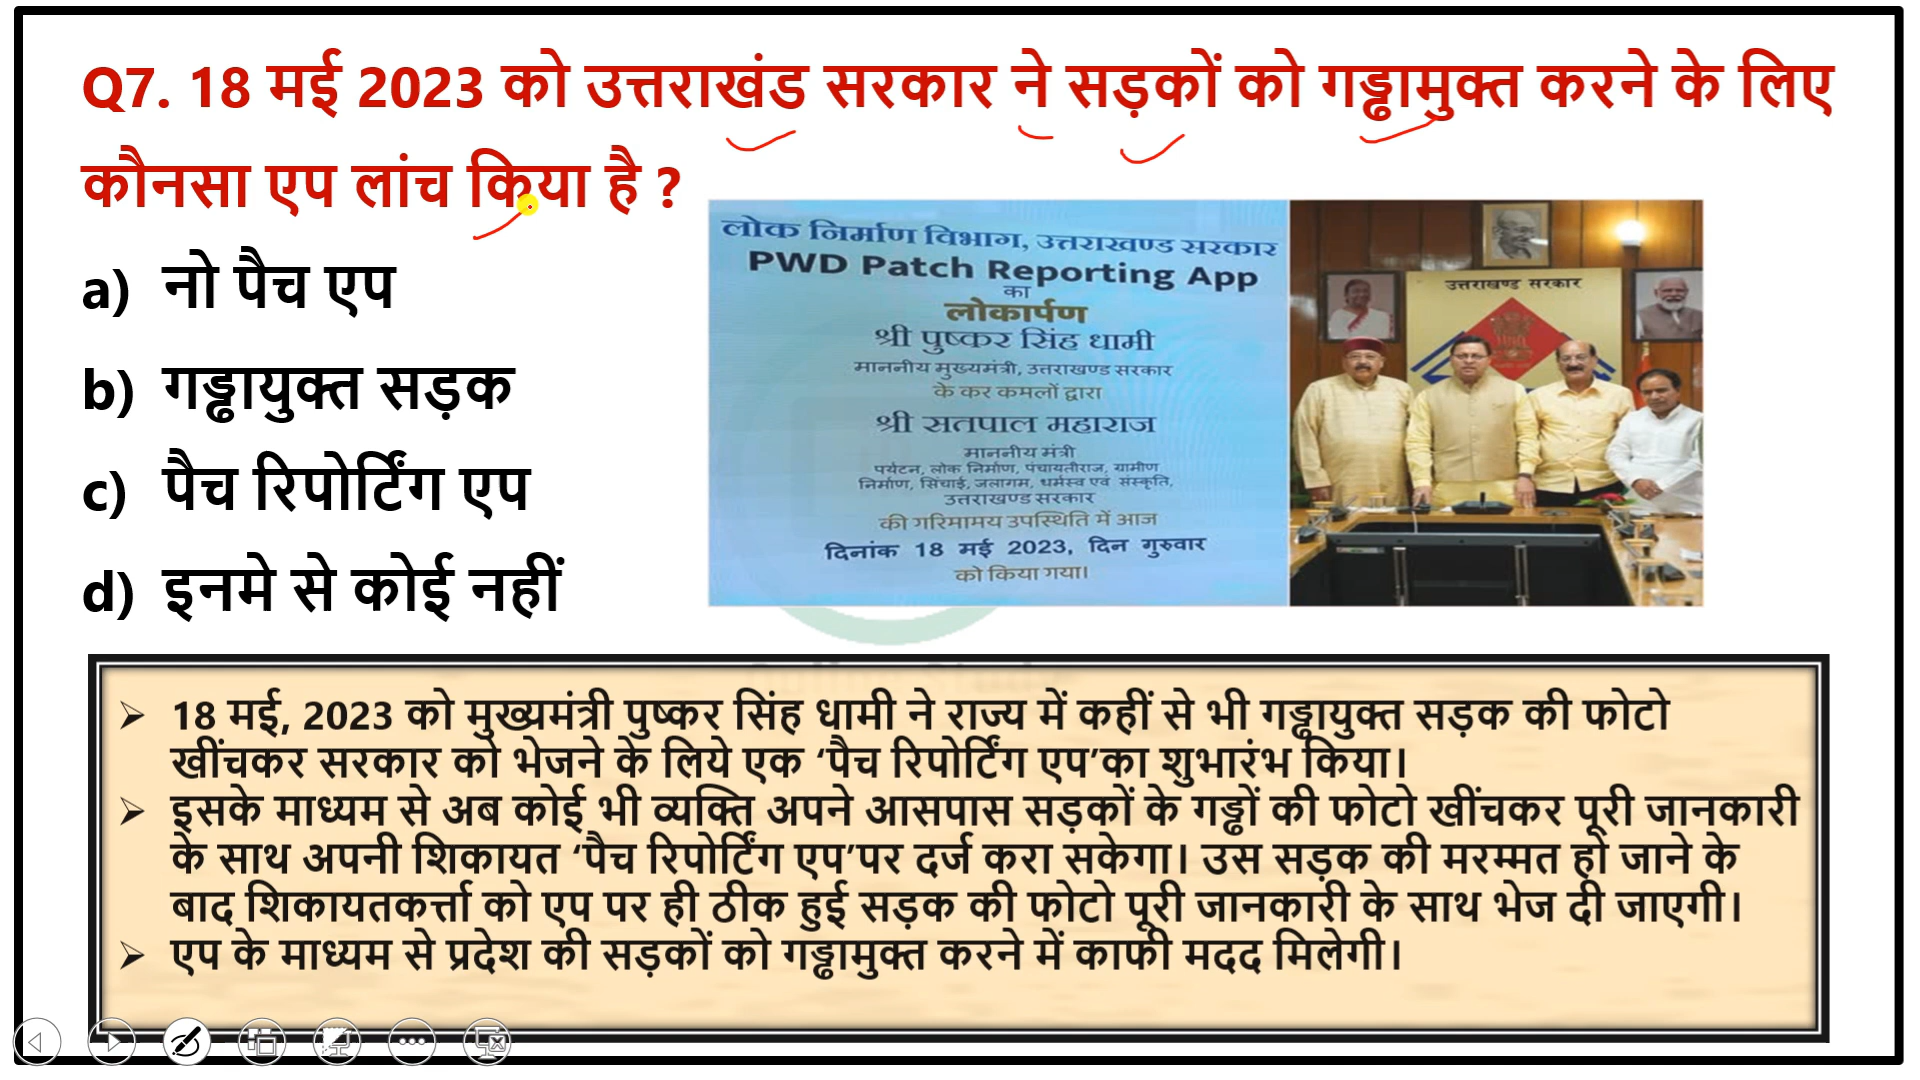 Q7. 18 मई 2023 को उत्तराखंड सरकार ने सड़कों को गड्ढामुक्त करने के लिए
कौनसा एप लांच किया है ?
a) नो पैच एप
b) गड्ढायुक्त सड़क
c) पैच रिपोर्टिंग एप
d) इनमे से कोई नहीं
लोक निर्माण विभाग, उत्तराखण्ड सरकार
PWD Patch Reporting App
का
लोकार्पण
श्री पुष्कर सिंह धामी
माननीय मुख्यमंत्री, उत्तराखण्ड सरकार
के कर कमलों द्वारा
श्री सतपाल महाराज
माननीय मंत्री
पर्यटन, लोक निर्माण, पंचायतीराज, ग्रामीण
निर्माण, सिंचाई, जलागम, धर्मस्व एवं संस्कृति,
उत्तराखण्ड सरकार
की गरिमामय उपस्थिति में आज
दिनांक 18 मई 2023, दिन गुरुवार
को किया गया।
उत्तराखण्ड सरकार
➢ 18 मई, 2023 को मुख्यमंत्री पुष्कर सिंह धामी ने राज्य में कहीं से भी गड्ढायुक्त सड़क की फोटो
खींचकर सरकार को भेजने के लिये एक ‘पैच रिपोर्टिंग एप’का शुभारंभ किया।
➢ इसके माध्यम से अब कोई भी व्यक्ति अपने आसपास सड़कों के गड्ढों की फोटो खींचकर पूरी जानकारी
के साथ अपनी शिकायत ‘पैच रिपोर्टिंग एप’पर दर्ज करा सकेगा। उस सड़क की मरम्मत हो जाने के
बाद शिकायतकर्त्ता को एप पर ही ठीक हुई सड़क की फोटो पूरी जानकारी के साथ भेज दी जाएगी।
➢ एप के माध्यम से प्रदेश की सड़कों को गड्ढामुक्त करने में काफी मदद मिलेगी।